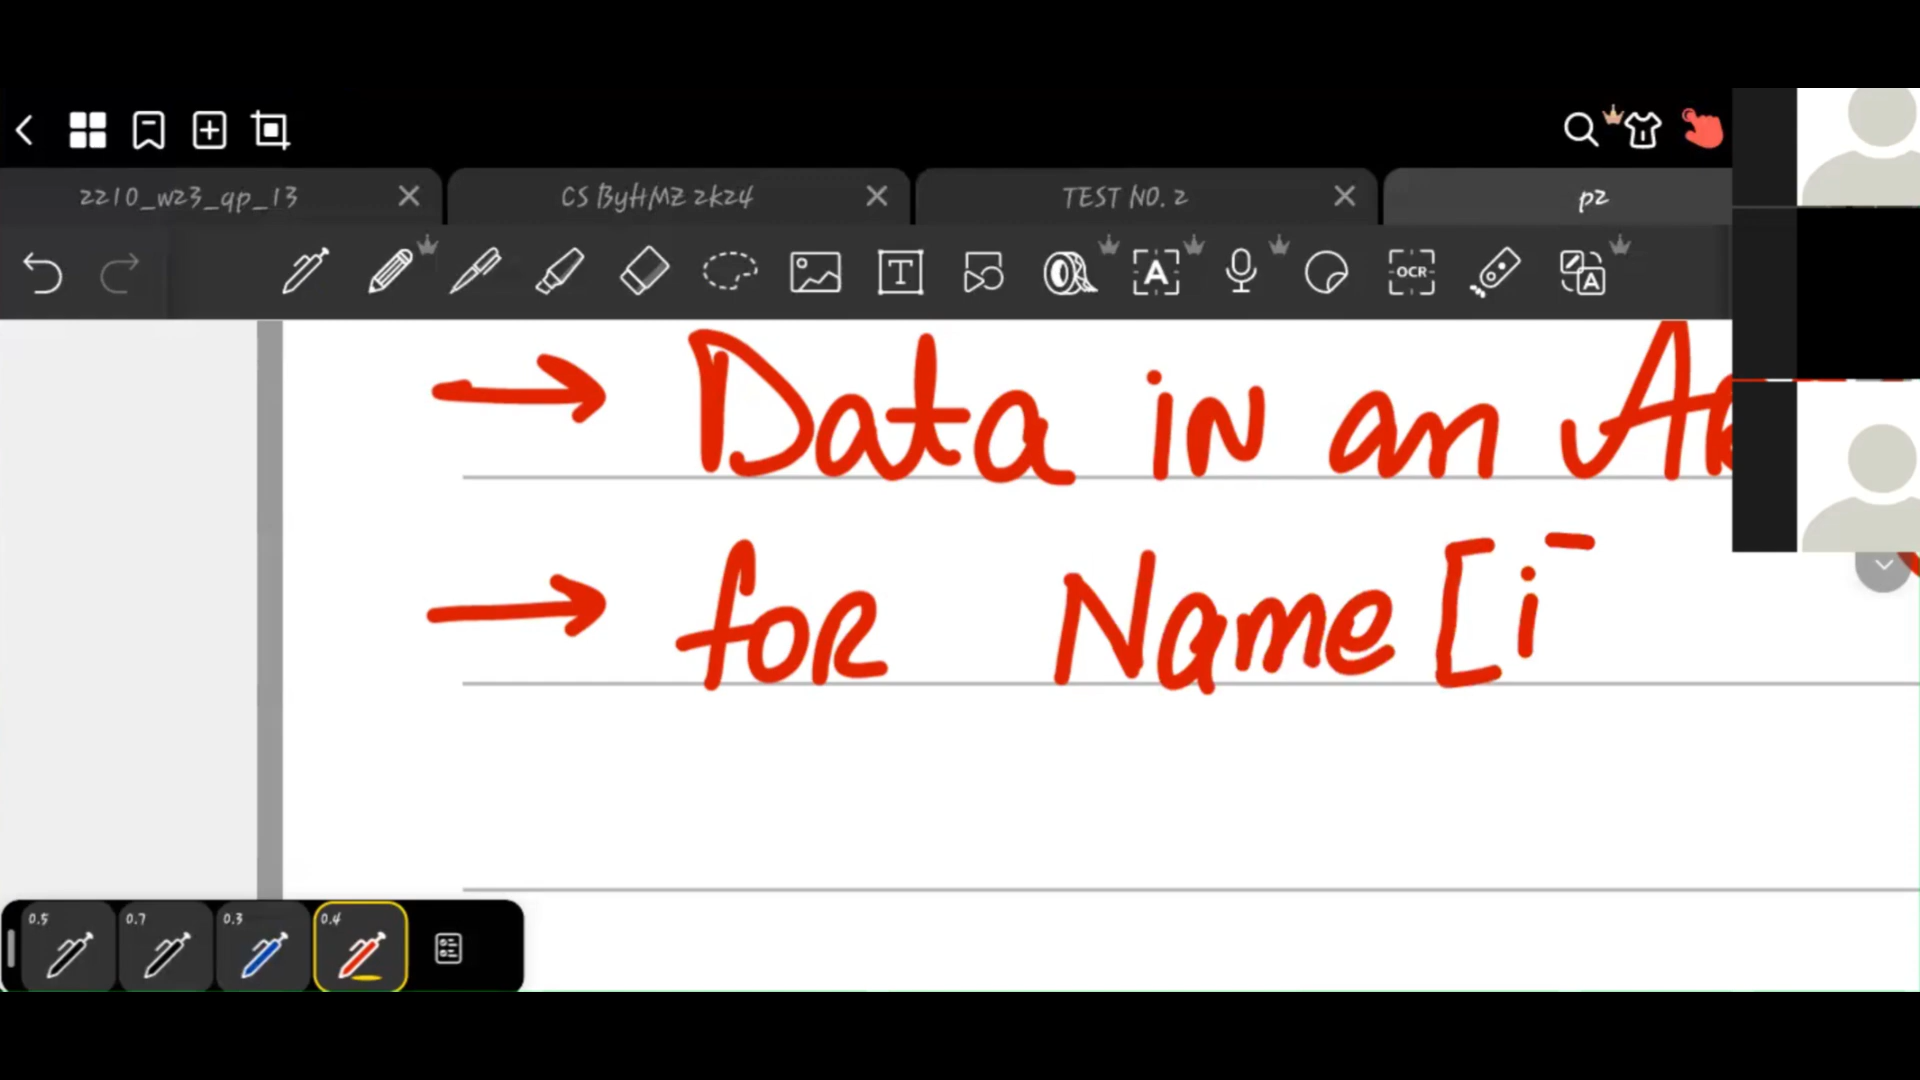 2210_w23_qp_13
CS ByHMZ 2k24
TEST NO. 2
p2
T
A
OCR
A
→ Data in an
→ for Name[i
0.5
0.7
0.3
0.4